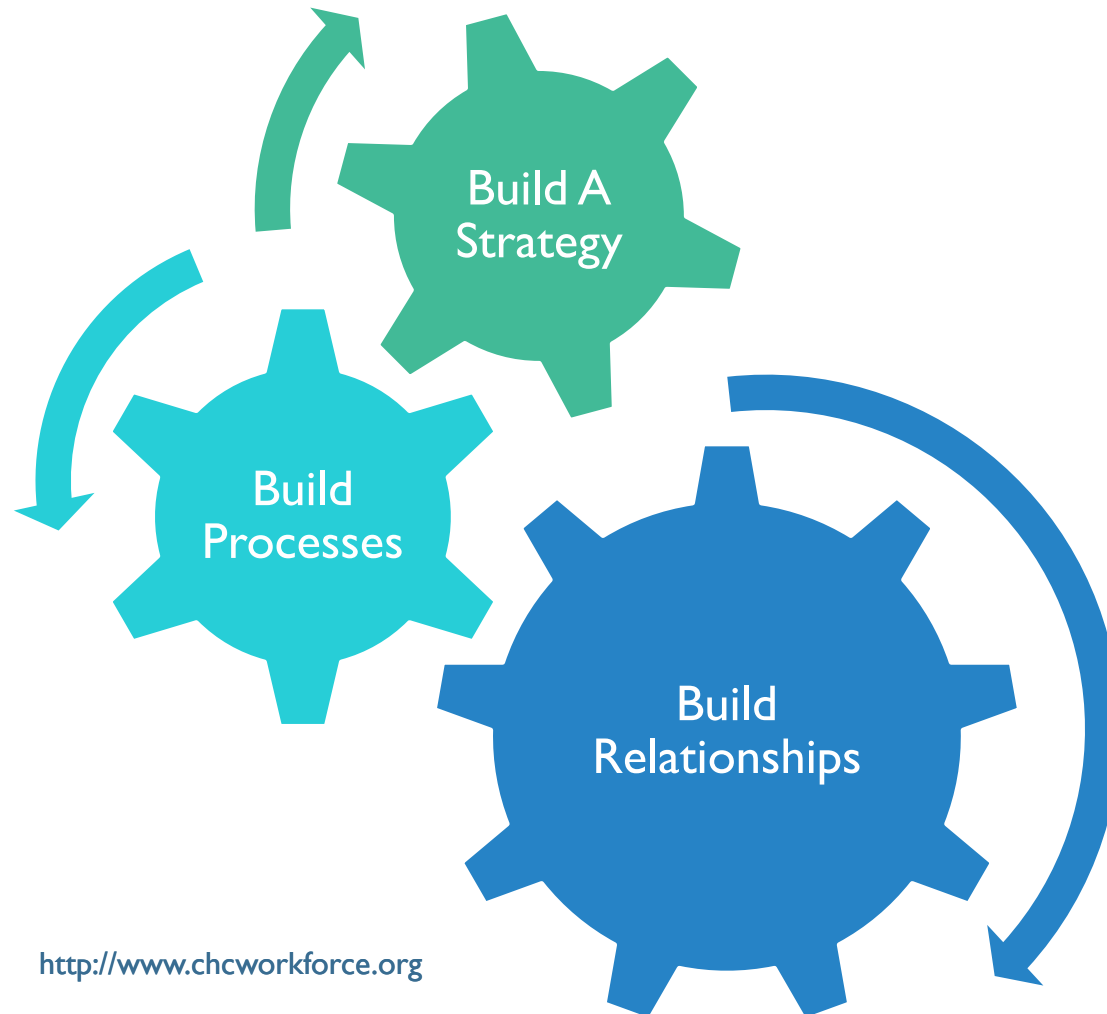 Build A
Strategy
Build
Processes
Build
Relationships
http://www.chcworkforce.org